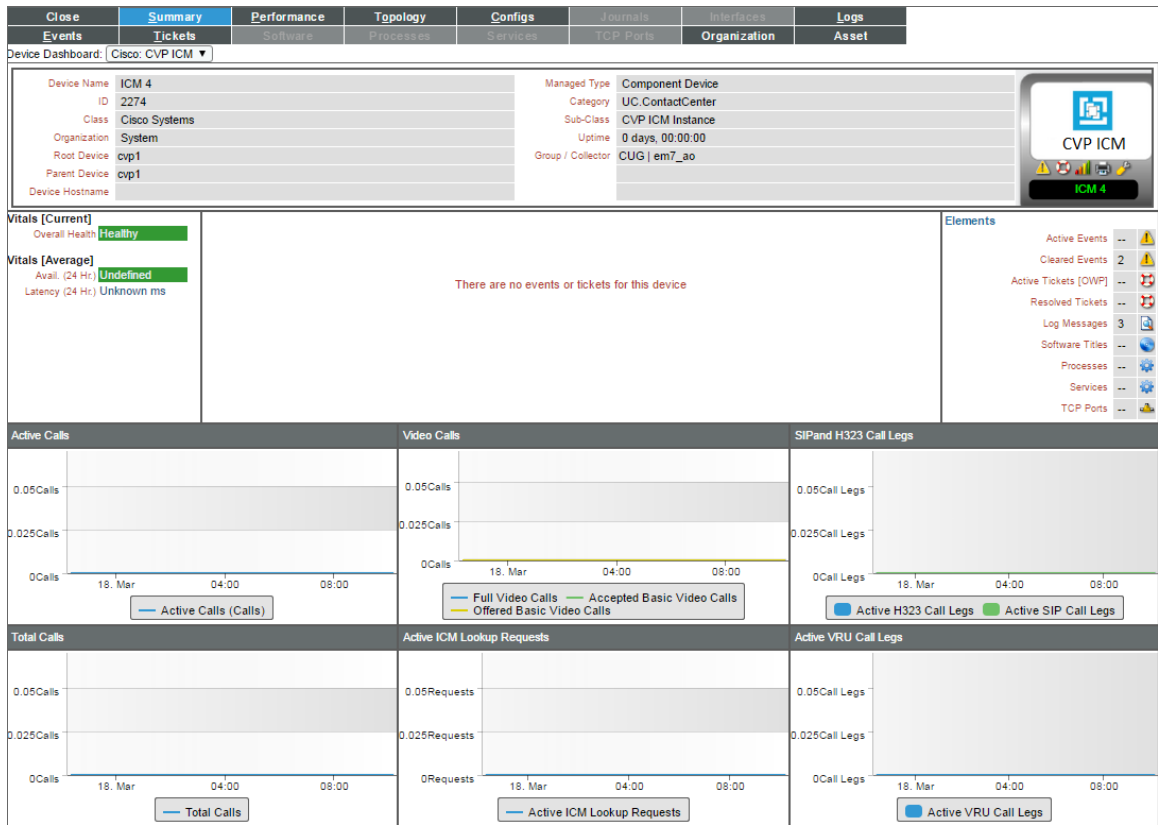 Close Summary Performance Topology Configs Journals Interfaces Logs
Events Tickets Software Processes Services TCP Ports Organization Asset
Device Dashboard: Cisco: CVP ICM ▼
Device Name ICM 4 Managed Type Component Device
ID 2274 Category UC.ContactCenter
Class Cisco Systems Sub-Class CVP ICM Instance
Organization System Uptime 0 days, 00:00:00
Root Device cvp1 Group / Collector CUG | em7_ao
Parent Device cvp1
Device Hostname
CVP ICM
ICM 4
Vitals [Current]
Overall Health Healthy
Vitals [Average]
Avail. (24 Hr.) Undefined
Latency (24 Hr.) Unknown ms
There are no events or tickets for this device
Elements
Active Events --
Cleared Events 2
Active Tickets [OWP] --
Resolved Tickets --
Log Messages 3
Software Titles --
Processes --
Services --
TCP Ports --
Active Calls
0.05Calls
0.025Calls
0Calls
18. Mar 04:00 08:00
Active Calls (Calls)
Video Calls
0.05Calls
0.025Calls
0Calls
18. Mar 04:00 08:00
Full Video Calls Accepted Basic Video Calls
Offered Basic Video Calls
SIPand H323 Call Legs
0.05Call Legs
0.025Call Legs
0Call Legs
18. Mar 04:00 08:00
Active H323 Call Legs Active SIP Call Legs
Total Calls
0.05Calls
0.025Calls
0Calls
18. Mar 04:00 08:00
Total Calls
Active ICM Lookup Requests
0.05Requests
0.025Requests
0Requests
18. Mar 04:00 08:00
Active ICM Lookup Requests
Active VRU Call Legs
0.05Call Legs
0.025Call Legs
0Call Legs
18. Mar 04:00 08:00
Active VRU Call Legs